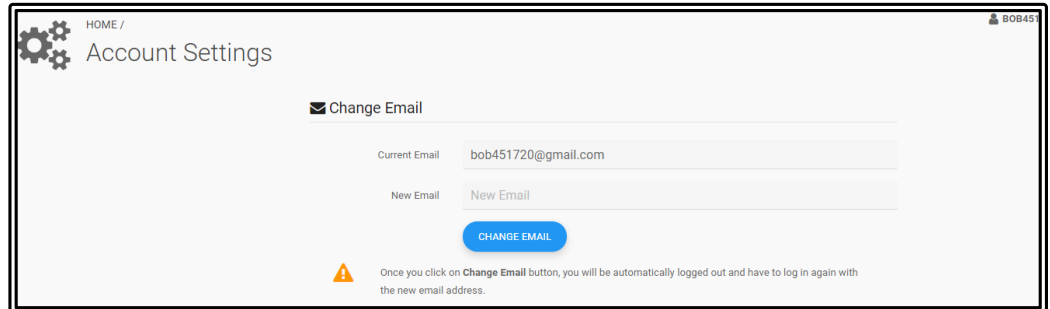 HOME /
BOB451
Account Settings
Change Email
Current Email bob451720@gmail.com
New Email New Email
CHANGE EMAIL
Once you click on Change Email button, you will be automatically logged out and have to log in again with
the new email address.